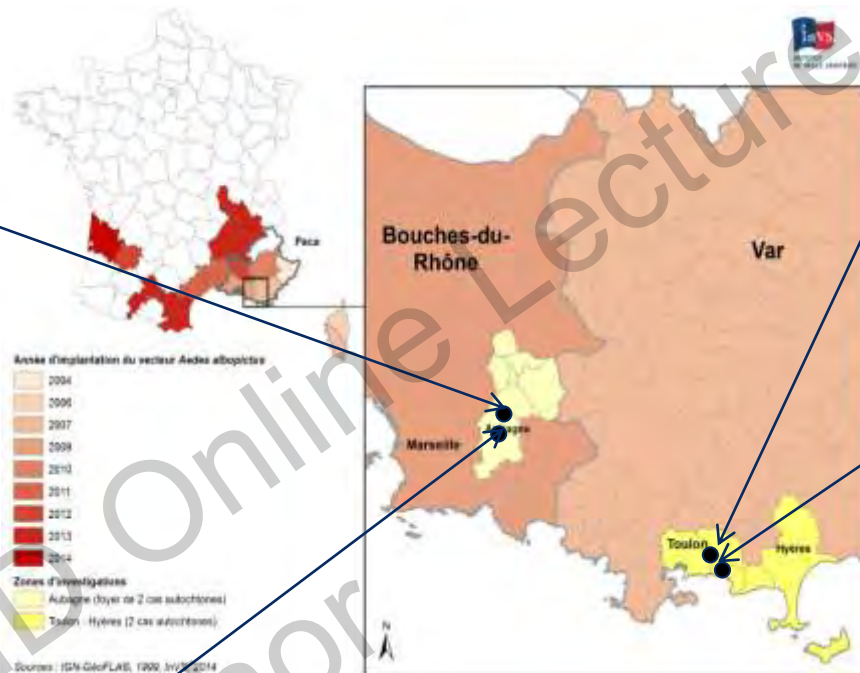 InVS
Paca
Bouches-du-
Rhône
Var
Marseille
Toulon
Hyères
N
Année d'implantation du vecteur Aedes albopictus
2004
2006
2007
2009
2010
2011
2012
2013
2014
Zones d'investigations
Aubagne (foyer de 2 cas autochtones)
Toulon - Hyères (2 cas autochtones)
Sources : IGN-GéoFLAS, 1999, InVS, 2014
Online Lecture